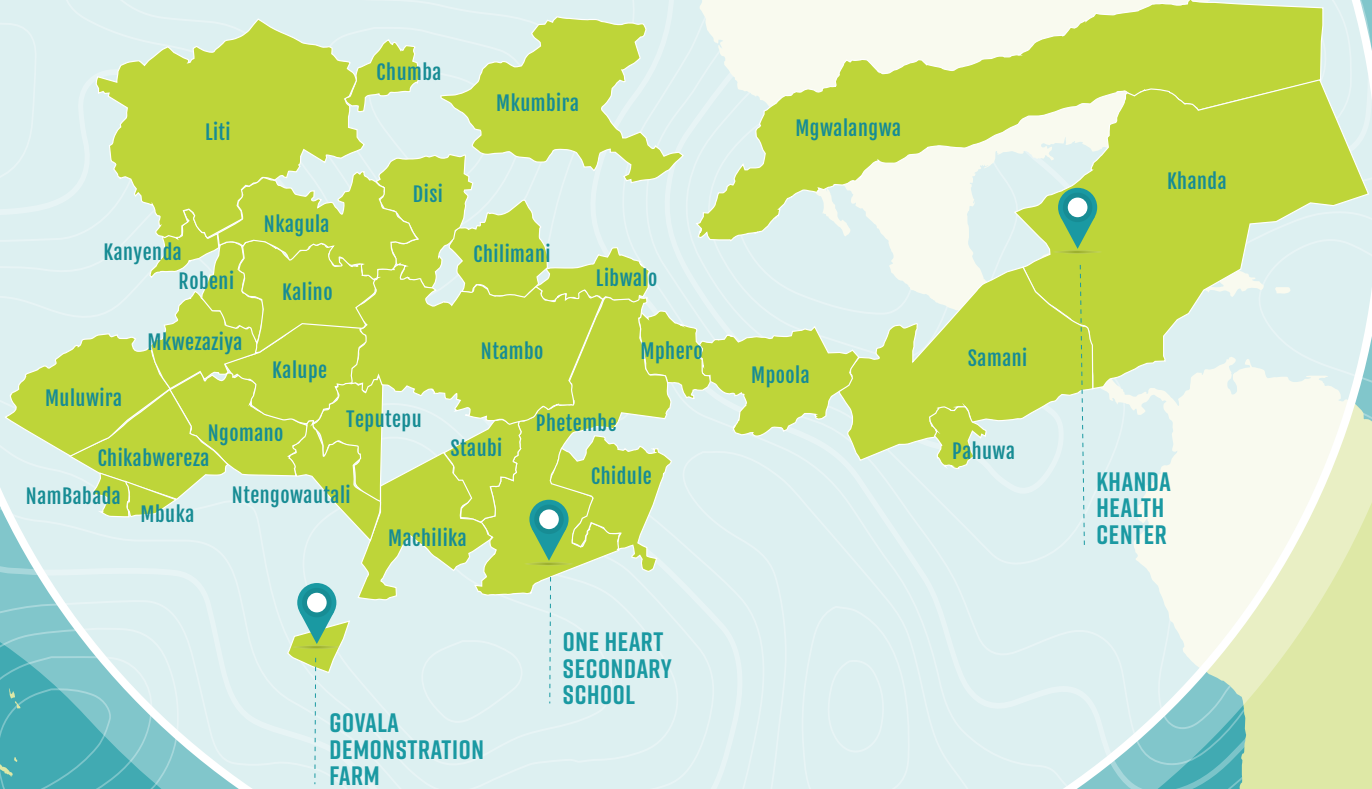 Chumba
Mkumbira
Liti
Mgwalangwa
Khanda
Disi
Nkagula
Kanyenda
Chilimani
Robeni
Libwalo
Kalino
Mkwezaziya
Ntambo
Mphero
Samani
Kalupe
Mpoola
Muluwira
Teputepu
Phetembe
Ngomano
Staubi
Pahuwa
Chikabwereza
Chidule
NamBabada
Ntengowautali
Mbuka
Machilika
KHANDA
HEALTH
CENTER
ONE HEART
SECONDARY
SCHOOL
GOVALA
DEMONSTRATION
FARM